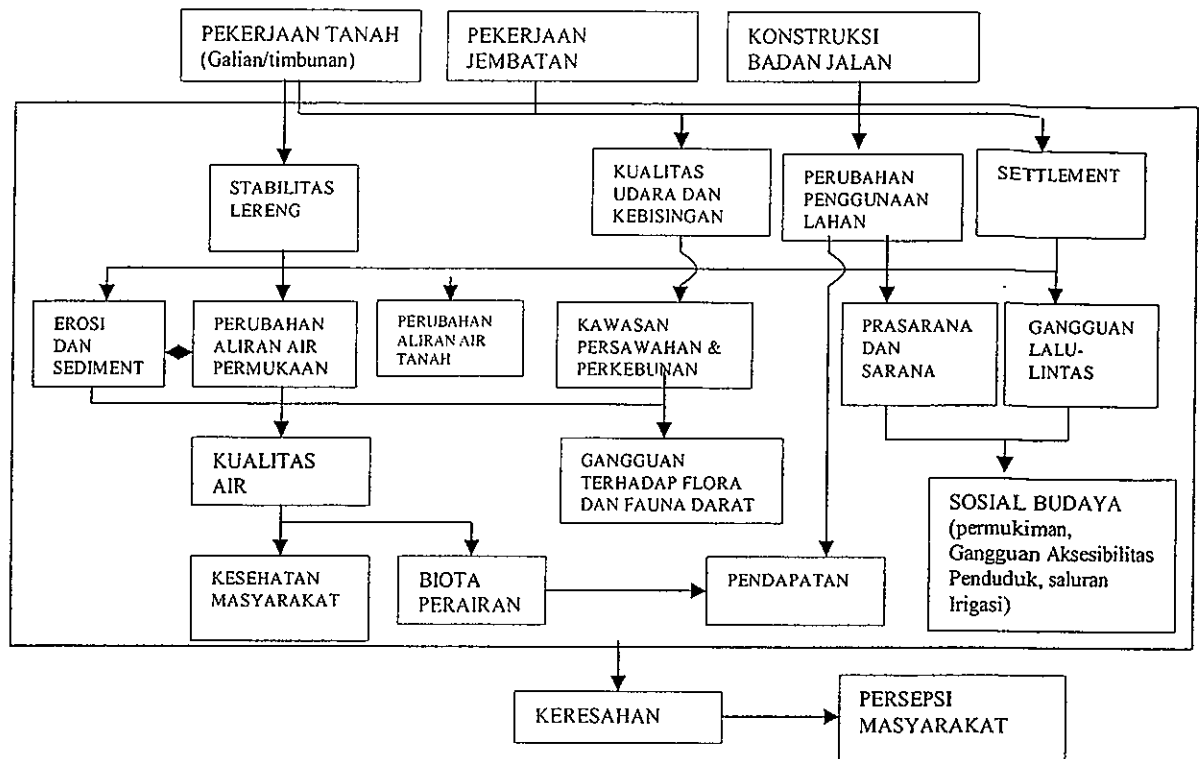 PEKERJAAN TANAH
(Galian/timbunan)
PEKERJAAN
JEMBATAN
KONSTRUKSI
BADAN JALAN
STABILITAS
LERENG
KUALITAS
UDARA DAN
KEBISINGAN
PERUBAHAN
PENGGUNAAN
LAHAN
SETTLEMENT
EROSI
DAN
SEDIMENT
PERUBAHAN
ALIRAN AIR
PERMUKAAN
PERUBAHAN
ALIRAN AIR
TANAH
KAWASAN
PERSAWAHAN &
PERKEBUNAN
PRASARANA
DAN
SARANA
GANGGUAN
LALU-
LINTAS
KUALITAS
AIR
GANGGUAN
TERHADAP FLORA
DAN FAUNA DARAT
SOSIAL BUDAYA
(permukiman,
Gangguan Aksesibilitas
Penduduk, saluran
Irigasi)
KESEHATAN
MASYARAKAT
BIOTA
PERAIRAN
PENDAPATAN
KERESAHAN
PERSEPSI
MASYARAKAT